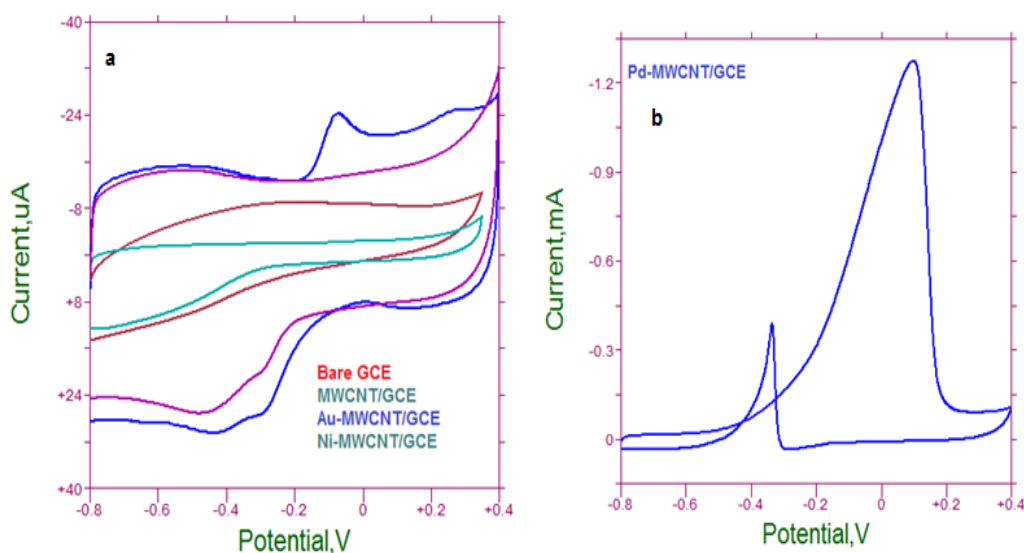 a
Current,uA
-40
-24
-8
+8
+24
+40
Bare GCE
MWCNT/GCE
Au-MWCNT/GCE
Ni-MWCNT/GCE
-0.8 -0.6 -0.4 -0.2 0 +0.2 +0.4
Potential,V
Pd-MWCNT/GCE
b
Current,mA
-1.2
-0.9
-0.6
-0.3
0
-0.8 -0.6 -0.4 -0.2 0 +0.2 +0.4
Potential,V